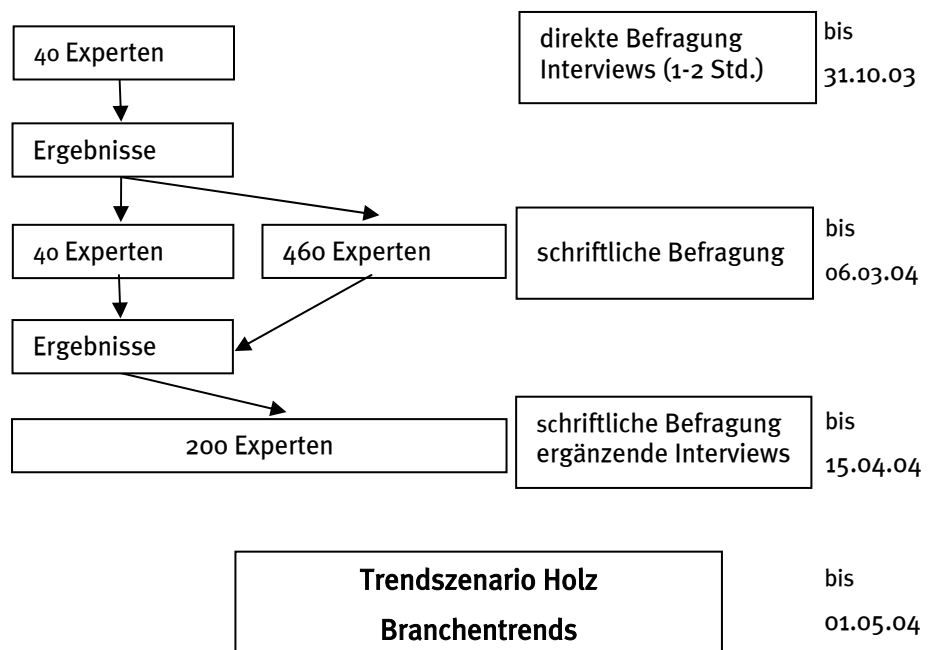 40 Experten
direkte Befragung
Interviews (1-2 Std.)
bis
31.10.03
Ergebnisse
40 Experten
460 Experten
schriftliche Befragung
bis
06.03.04
Ergebnisse
200 Experten
schriftliche Befragung
ergänzende Interviews
bis
15.04.04
Trendszenario Holz
Branchentrends
bis
01.05.04